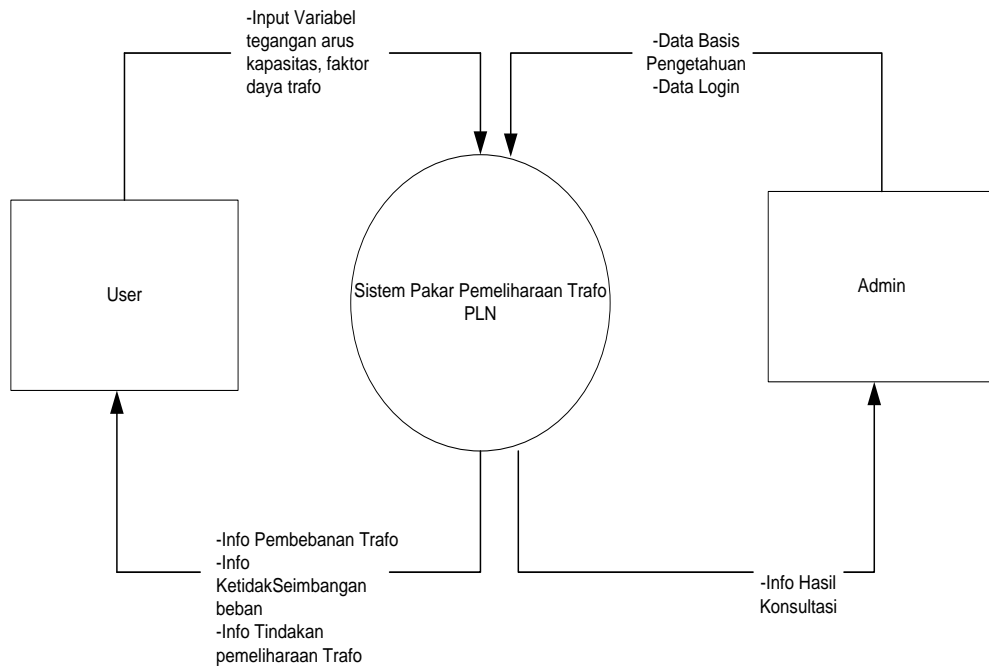 -Input Variabel
tegangan arus
kapasitas, faktor
daya trafo
-Data Basis
Pengetahuan
-Data Login
User
Sistem Pakar Pemeliharaan Trafo
PLN
Admin
-Info Pembebanan Trafo
-Info
KetidakSeimbangan
beban
-Info Tindakan
pemeliharaan Trafo
-Info Hasil
Konsultasi